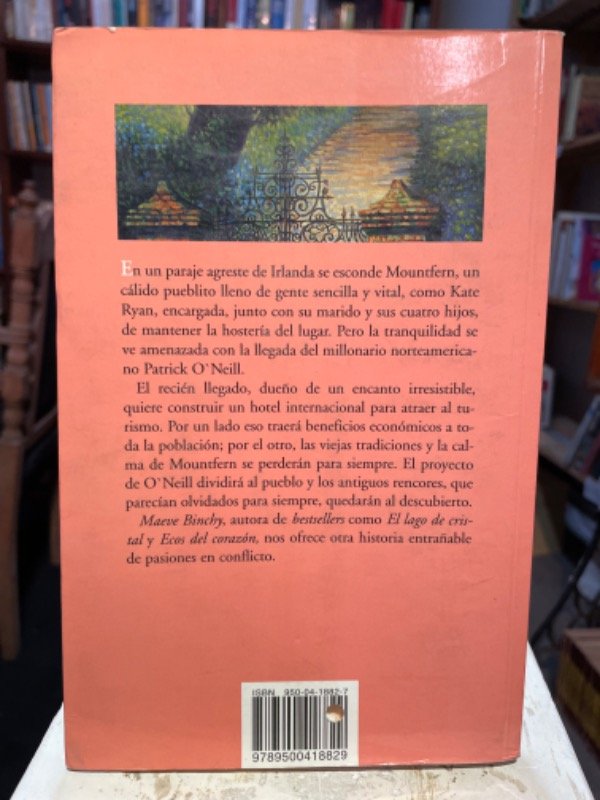 En un paraje agreste de Irlanda se esconde Mountfern, un
cálido pueblito lleno de gente sencilla y vital, como Kate
Ryan, encargada, junto con su marido y sus cuatro hijos,
de mantener la hostería del lugar. Pero la tranquilidad se
ve amenazada con la llegada del millonario norteamerica-
no Patrick O'Neill.
El recién llegado, dueño de un encanto irresistible,
quiere construir un hotel internacional para atraer al tu-
rismo. Por un lado eso traerá beneficios económicos a to-
da la población; por el otro, las viejas tradiciones y la cal-
ma de Mountfern se perderán para siempre. El proyecto
de O'Neill dividirá al pueblo y los antiguos rencores, que
parecían olvidados para siempre, quedarán al descubierto.
Maeve Binchy, autora de bestsellers como El lago de cris-
tal y Ecos del corazón, nos ofrece otra historia entrañable
de pasiones en conflicto.
ISBN 950-04-1882-7
9789500418829